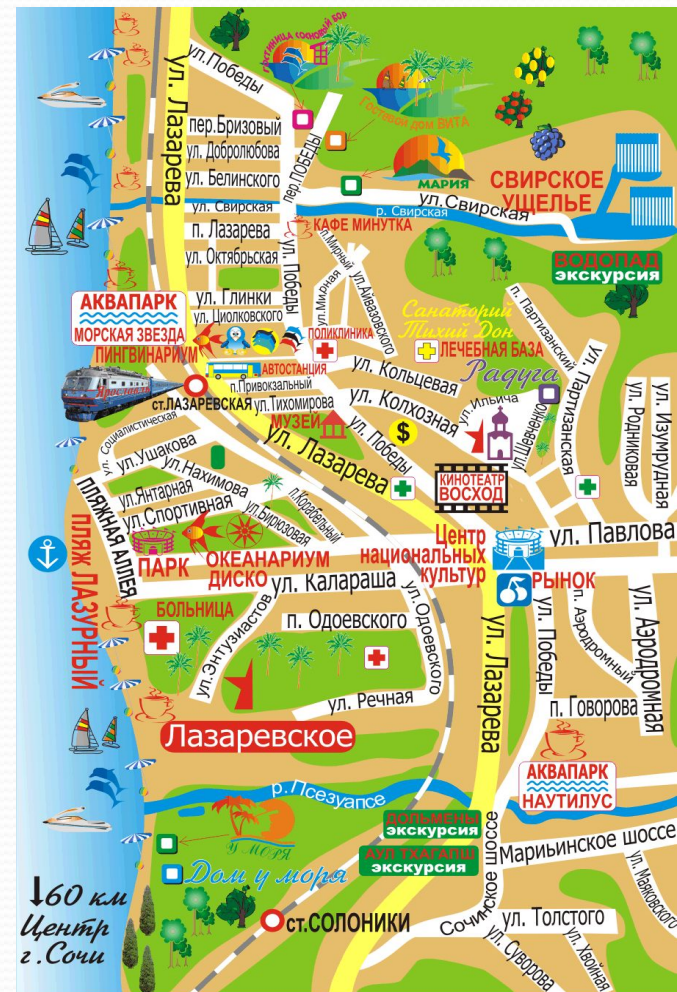 ГОСТИНИЦА СОСНОВЫЙ БОР
ул.Победы
ул. Лазарева
Гостевой дом ВИТА
пер.Бризовый
ул. Добролюбова
пер.ПОБЕДЫ
ул. Белинского
МАРИЯ
СВИРСКОЕ
УЩЕЛЬЕ
ул. Свирская
ул.Свирская
р. Свирская
п. Лазарева
КАФЕ МИНУТКА
ул. Октябрьская
ул. Победы
п.Мирный
ВОДОПАД
экскурсия
ул.Мирная
ул.Айвазовского
п. Партизанский
АКВАПАРК
МОРСКАЯ ЗВЕЗДА
ул. Глинки
ул. Циолковского
Санаторий
Тихий Дон
ПИНГВИНАРИУМ
ПОЛИКЛИНИКА
ЛЕЧЕБНАЯ БАЗА
Радуга
АВТОСТАНЦИЯ
ул. Кольцевая
ул. Партизанская
п.Привокзальный
Ярославль
ст.ЛАЗАРЕВСКАЯ
ул.Тихомирова
ул. Колхозная
ул.Ильича
ул.Шевченко
ул. Родниковая
ул. Изумрудная
МУЗЕЙ
ул. Социалистическая
ул. Лазарева
ул. Победы
$
ул.Ушакова
ул.Нахимова
КИНОТЕАТР
ВОСХОД
ул.Янтарная
ул.Спортивная
п.Корабельный
ул.Бирюзовая
ПЛЯЖНАЯ АЛЛЕЯ
пляж ЛАЗУРНЫЙ
Центр
национальных
культур
ул. Павлова
ПАРК
ОКЕАНАРИУМ
ДИСКО
ул. Калараша
РЫНОК
БОЛЬНИЦА
ул.Энтузиастов
п. Одоевского
ул. Одоевского
ул. Лазарева
ул. Победы
п. Аэродромный
ул. Аэродромная
ул. Речная
п. Говорова
Лазаревское
АКВАПАРК
НАУТИЛУС
р. Псезуапсе
ДОЛЬМЕНЫ
экскурсия
У МОРЯ
АУЛ ТХАГАПШ
экскурсия
Сочинское шоссе
Марьинское шоссе
Дом у моря
ул. Маяковского
60 км
Центр
г.Сочи
ст.СОЛОНИКИ
ул. Толстого
ул. Суворова
ул. Хвойная